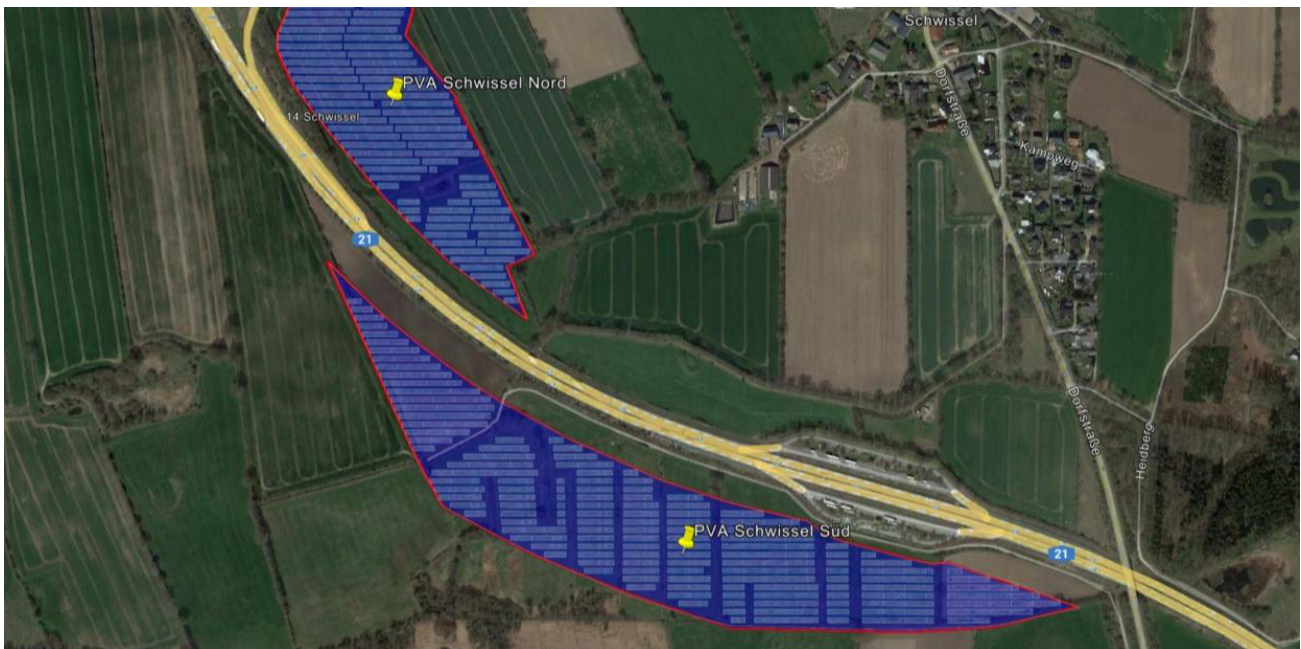 Schwissel
PVA Schwissel Nord
Dorfstraße
14 Schwissel
Kampweg
21
Dorfstraße
Heidberg
PVA Schwissel Süd
21